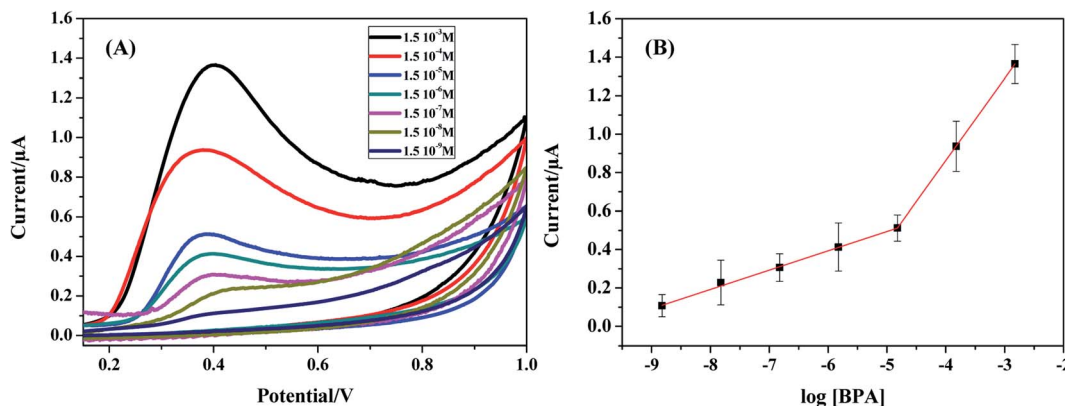 (A)
1.5 10⁻³M
1.5 10⁻⁴M
1.5 10⁻⁵M
1.5 10⁻⁶M
1.5 10⁻⁷M
1.5 10⁻⁸M
1.5 10⁻⁹M
Current/µA
1.6
1.4
1.2
1.0
0.8
0.6
0.4
0.2
0.0
0.2 0.4 0.6 0.8 1.0
Potential/V
(B)
Current/µA
1.6
1.4
1.2
1.0
0.8
0.6
0.4
0.2
0.0
-9 -8 -7 -6 -5 -4 -3 -2
log [BPA]